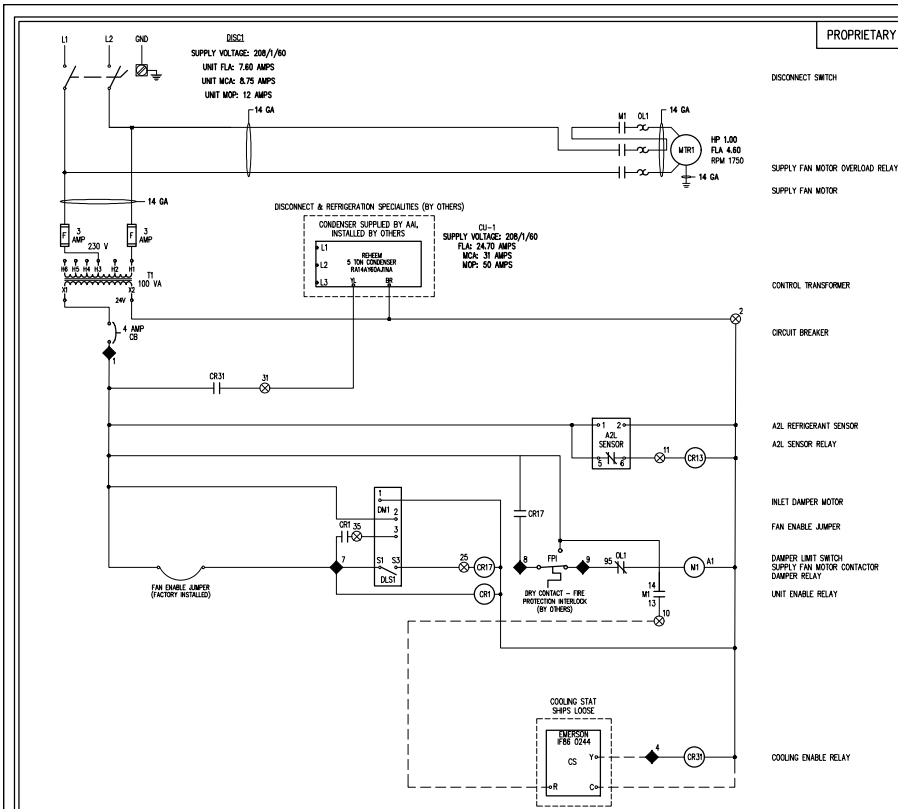 PROPRIETARY
L1 L2 GND
DISC1
SUPPLY VOLTAGE: 208/1/60
UNIT FLA: 7.60 AMPS
UNIT MCA: 8.75 AMPS
UNIT MOP: 12 AMPS
DISCONNECT SWITCH
14 GA
14 GA
M1 OL1
MTR1
HP 1.00
FLA 4.60
RPM 1750
14 GA
SUPPLY FAN MOTOR OVERLOAD RELAY
SUPPLY FAN MOTOR
14 GA
DISCONNECT & REFRIGERATION SPECIALITIES (BY OTHERS)
CONDENSER SUPPLIED BY AAI,
INSTALLED BY OTHERS
L1
L2
L3
REHEEM
5 TON CONDENSER
RA14AY60AJ1NA
YL BR
CU-1
SUPPLY VOLTAGE: 208/1/60
FLA: 24.70 AMPS
MCA: 31 AMPS
MOP: 50 AMPS
F 3 AMP
F 3 AMP
230 V
H6 H5 H4 H3 H2 H1
T1
100 VA
X1 X2
24V
CONTROL TRANSFORMER
4 AMP
CB
1
2
CIRCUIT BREAKER
CR31 31
1 2
A2L
SENSOR
5 6
11
CR13
A2L REFRIGERANT SENSOR
A2L SENSOR RELAY
1
DM1
2
3
CR1 35
CR17
INLET DAMPER MOTOR
FAN ENABLE JUMPER
7
S1 S3
DLS1
25
CR17
8
FPI
9
95
OL1
M1 A1
DAMPER LIMIT SWITCH
SUPPLY FAN MOTOR CONTACTOR
DAMPER RELAY
FAN ENABLE JUMPER
(FACTORY INSTALLED)
CR1
DRY CONTACT - FIRE
PROTECTION INTERLOCK
(BY OTHERS)
14
M1
13
10
UNIT ENABLE RELAY
COOLING STAT
SHIPS LOOSE
EMERSON
IF86 0244
CS
Y
R
C
4
CR31
COOLING ENABLE RELAY